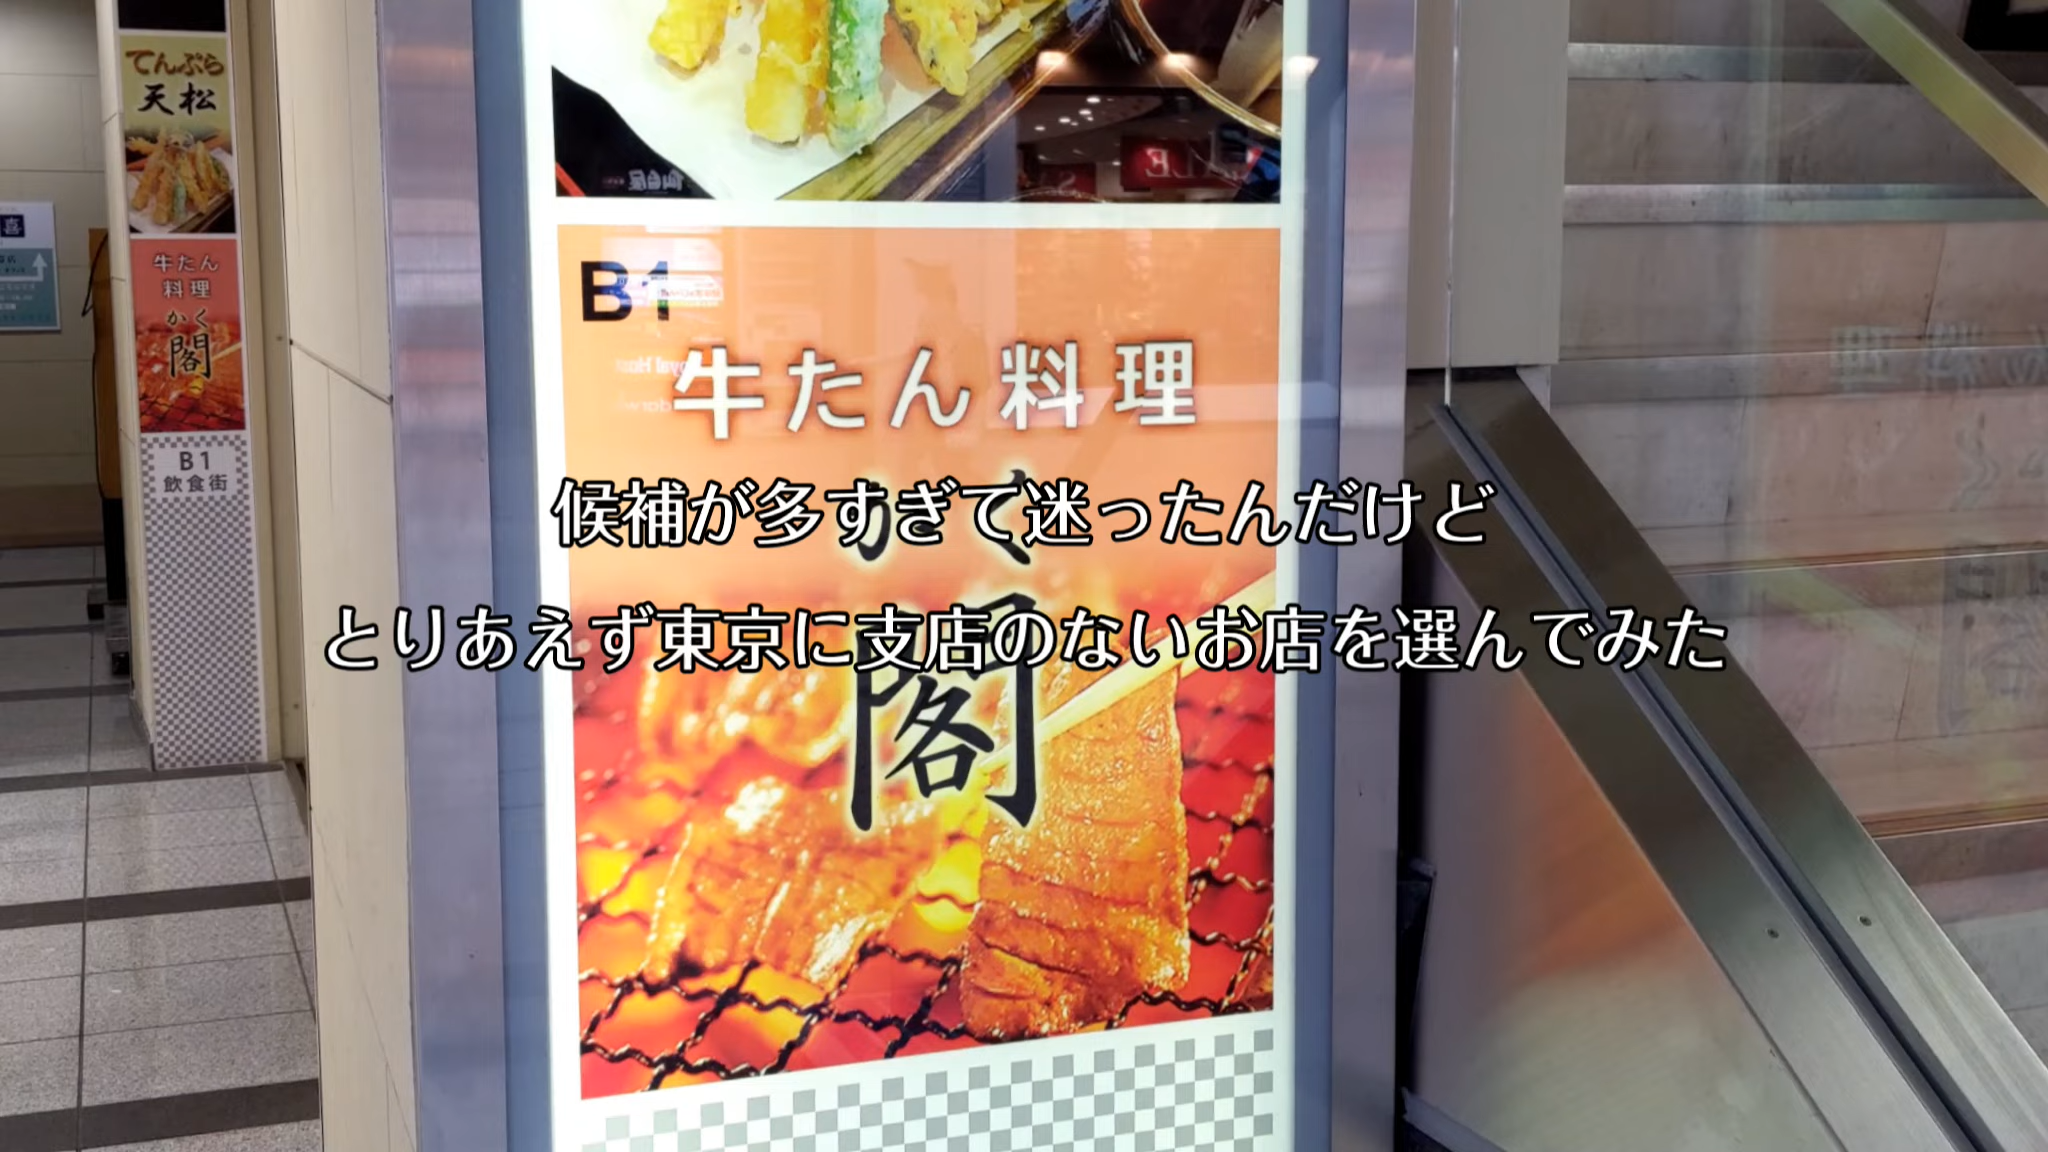 てんぷら
天松
牛たん
料理
かく
閣
B1
飲食街
喜
B1
牛たん料理
かく
閣
候補が多すぎて迷ったんだけど
とりあえず東京に支店のないお店を選んでみた